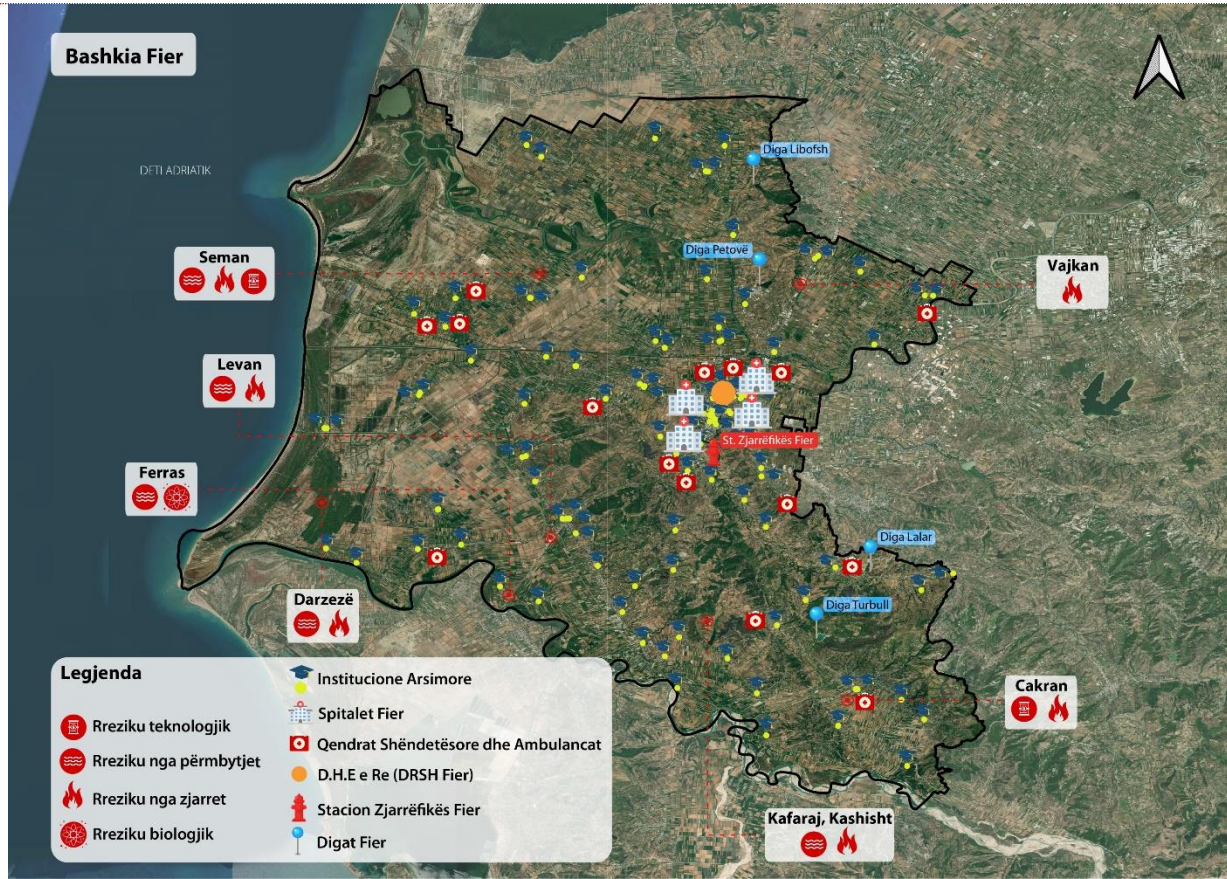 Bashkia Fier
DETI ADRIATIK
Diga Libofsh
Diga Petovë
Seman
Vajkan
Levan
St. Zjarrëfikës Fier
Ferras
Diga Lalar
Darzezë
Diga Turbull
Cakran
Kafaraj, Kashisht
Legjenda
Rreziku teknologjik
Rreziku nga përmbytjet
Rreziku nga zjarret
Rreziku biologjik
Institucione Arsimore
Spitalet Fier
Qendrat Shëndetësore dhe Ambulancat
D.H.E e Re (DRSH Fier)
Stacion Zjarrëfikës Fier
Digat Fier